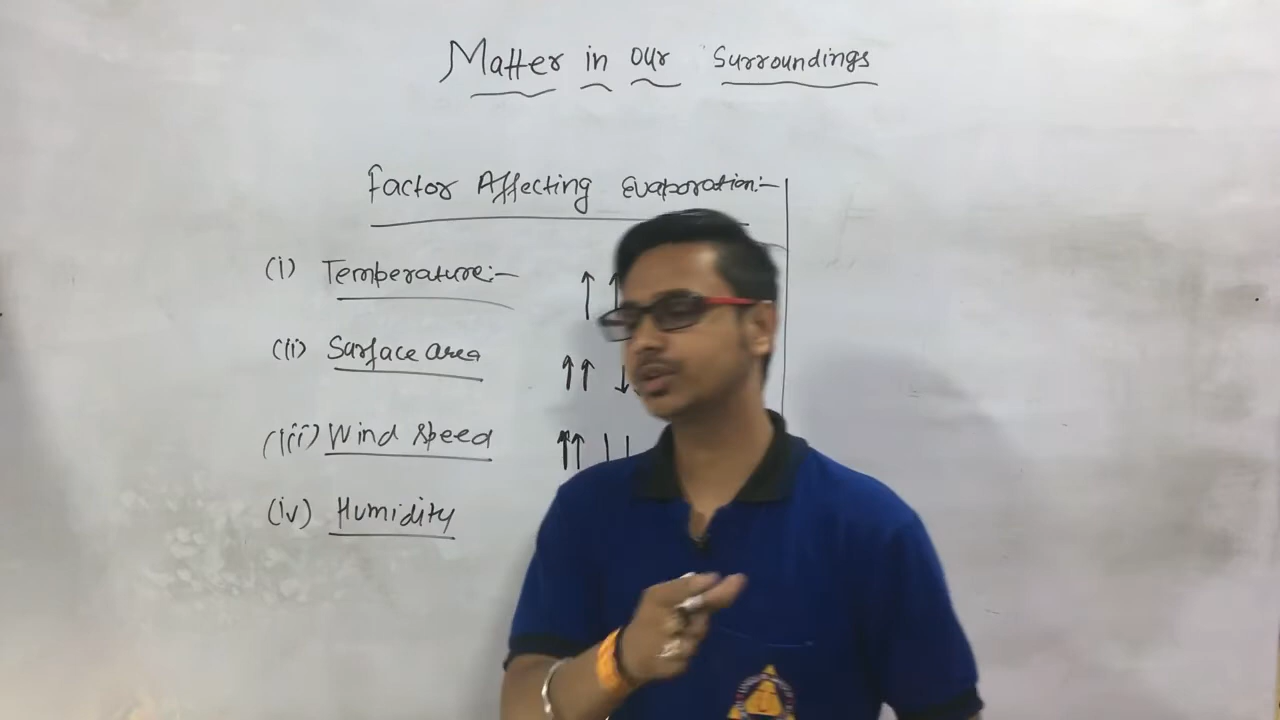 Matter in our Surroundings
Factor Affecting Evaporation:-
(i) Temperature:- ↑
(ii) Surface area ↑↑ ↓
(iii) Wind Speed ↑↑ ↓↓
(iv) Humidity